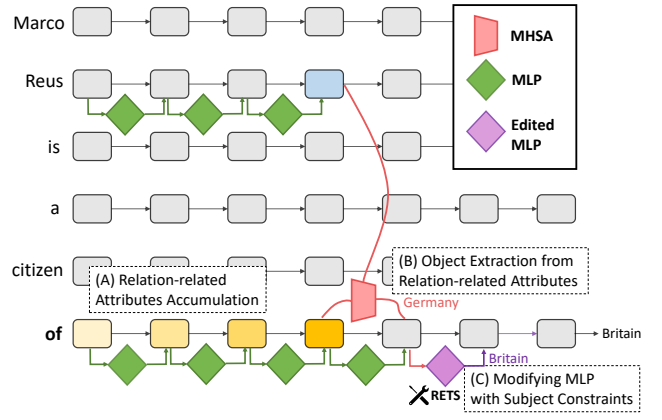 Marco
MHSA
Reus
MLP
Edited
MLP
is
a
citizen
(A) Relation-related
Attributes Accumulation
(B) Object Extraction from
Relation-related Attributes
Germany
of
Britain
Britain
RETS
(C) Modifying MLP
with Subject Constraints